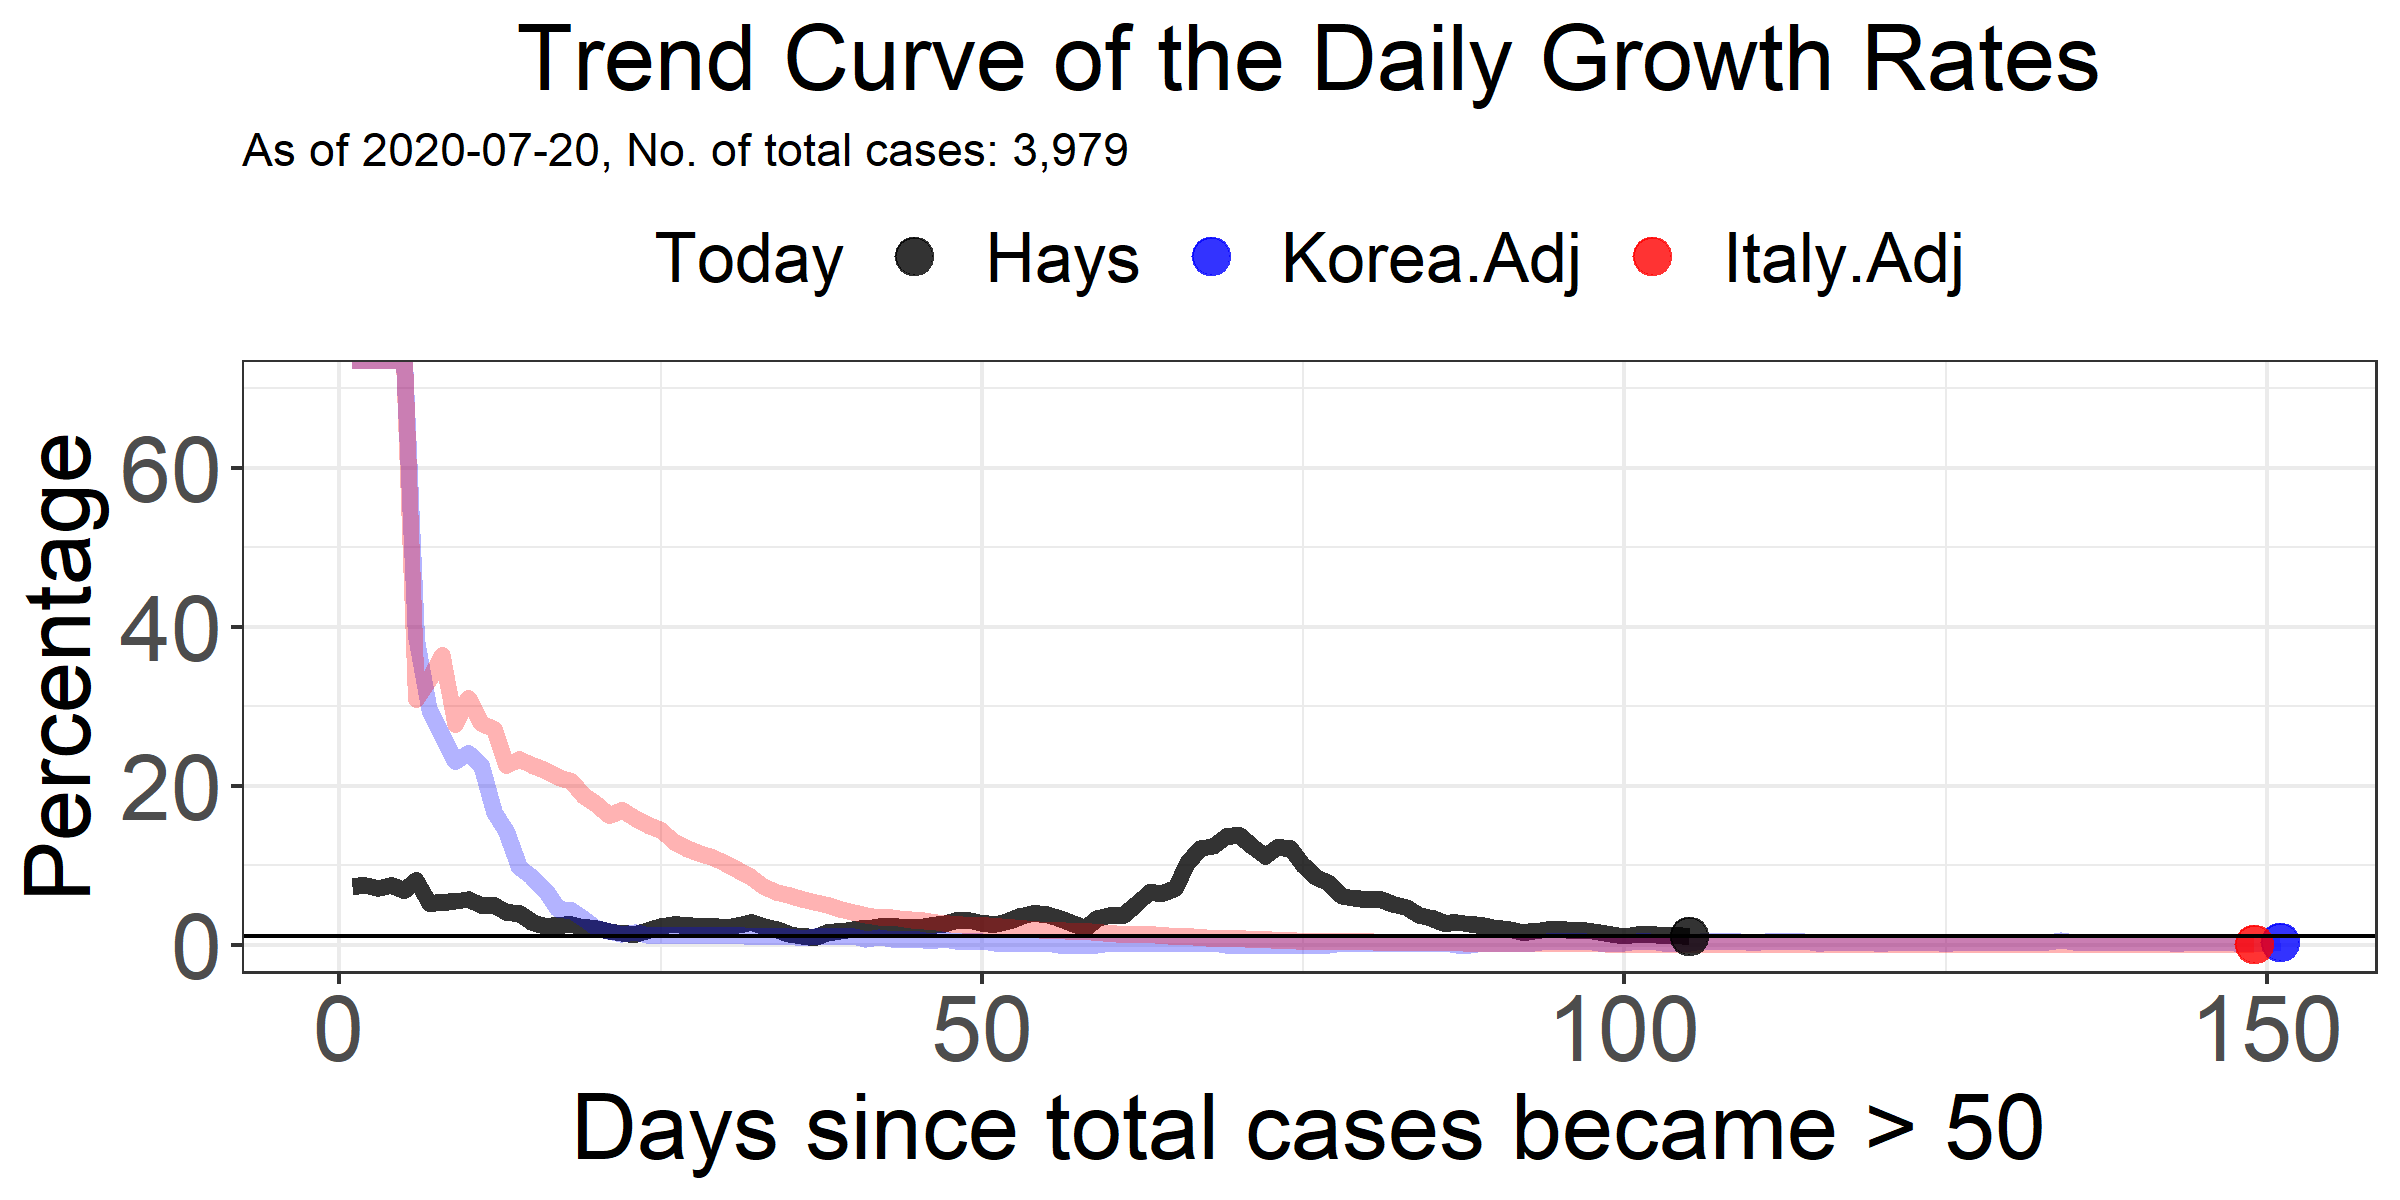 Trend Curve of the Daily Growth Rates
As of 2020-07-20, No. of total cases: 3,979
Today Hays Korea.Adj Italy.Adj
Percentage
60
40
20
0
0 50 100 150
Days since total cases became > 50